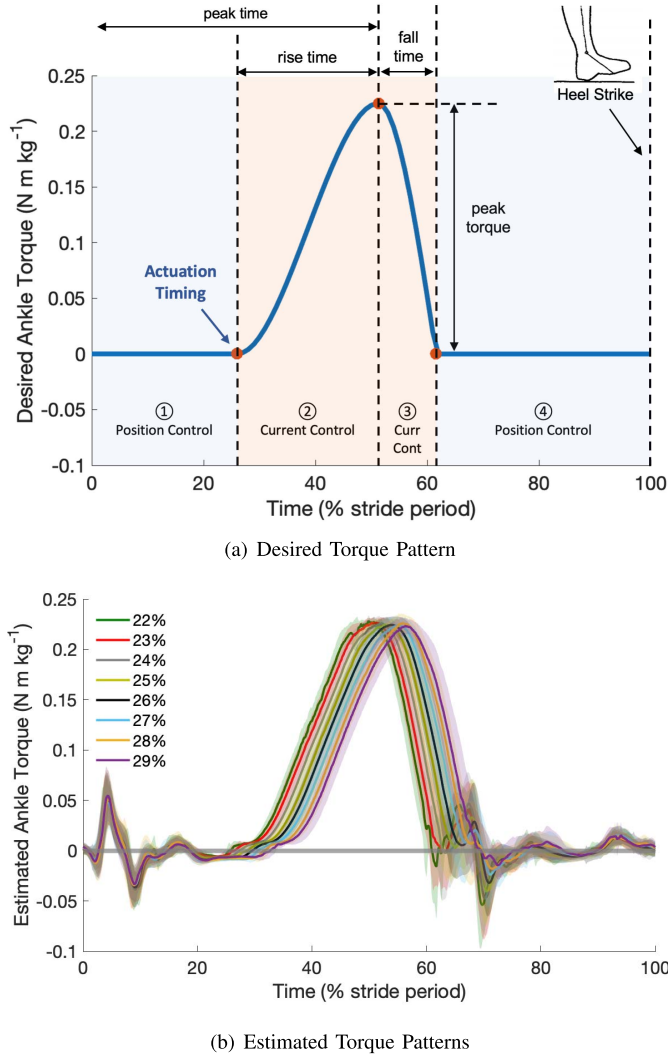 peak time
rise time
fall
time
Heel Strike
0.25
0.2
0.15
0.1
0.05
0
-0.05
-0.1
Desired Ankle Torque (N m kg⁻¹)
peak
torque
Actuation
Timing
① ② ③ ④
Position Control Current Control Curr Position Control
Cont
0 20 40 60 80 100
Time (% stride period)
(a) Desired Torque Pattern
0.25
0.2
0.15
0.1
0.05
0
-0.05
-0.1
Estimated Ankle Torque (N m kg⁻¹)
22%
23%
24%
25%
26%
27%
28%
29%
0 20 40 60 80 100
Time (% stride period)
(b) Estimated Torque Patterns